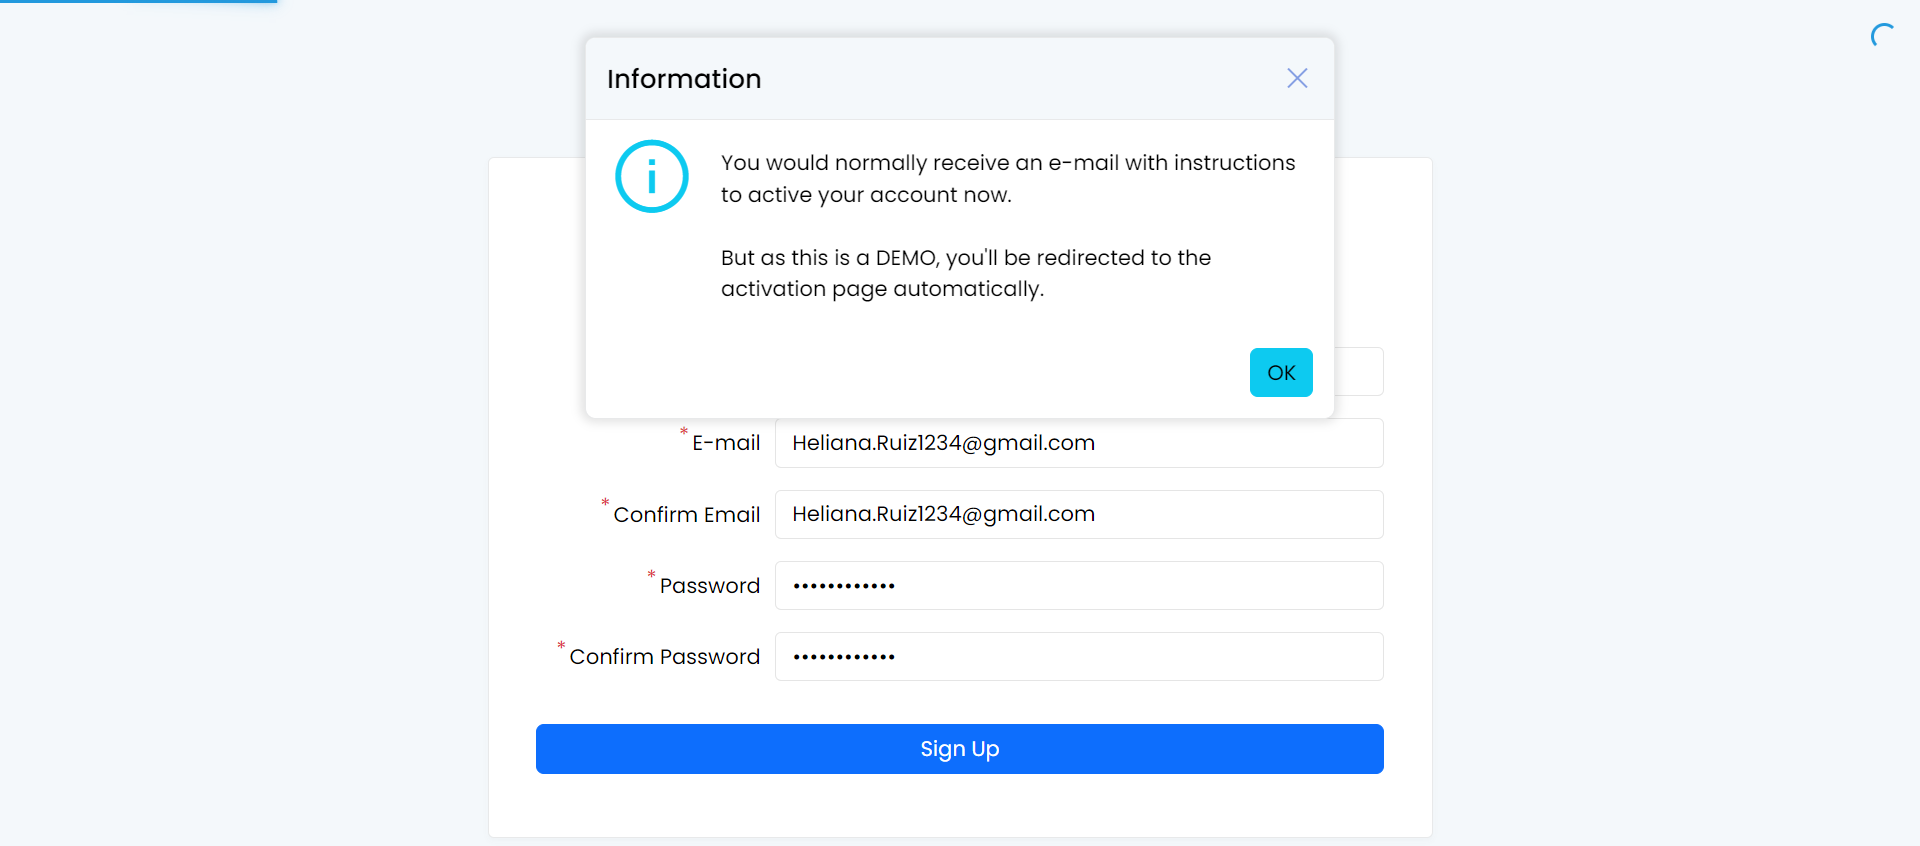 Information
You would normally receive an e-mail with instructions
to active your account now.
But as this is a DEMO, you'll be redirected to the
activation page automatically.
OK
* E-mail
Heliana.Ruiz1234@gmail.com
* Confirm Email
Heliana.Ruiz1234@gmail.com
* Password
••••••••••••
* Confirm Password
••••••••••••
Sign Up